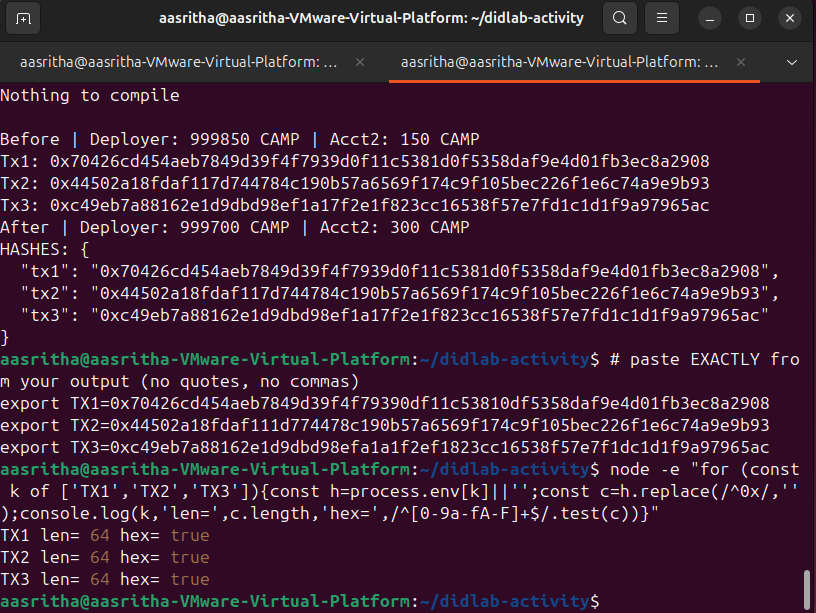 aasritha@aasritha-VMware-Virtual-Platform: ~/didlab-activity
aasritha@aasritha-VMware-Virtual-Platform: ...
aasritha@aasritha-VMware-Virtual-Platform: ...
Nothing to compile
Before | Deployer: 999850 CAMP | Acct2: 150 CAMP
Tx1: 0x70426cd454aeb7849d39f4f7939d0f11c5381d0f5358daf9e4d01fb3ec8a2908
Tx2: 0x44502a18fdaf117d744784c190b57a6569f174c9f105bec226f1e6c74a9e9b93
Tx3: 0xc49eb7a88162e1d9dbd98ef1a17f2e1f823cc16538f57e7fd1c1d1f9a97965ac
After | Deployer: 999700 CAMP | Acct2: 300 CAMP
HASHES: {
  "tx1": "0x70426cd454aeb7849d39f4f7939d0f11c5381d0f5358daf9e4d01fb3ec8a2908",
  "tx2": "0x44502a18fdaf117d744784c190b57a6569f174c9f105bec226f1e6c74a9e9b93",
  "tx3": "0xc49eb7a88162e1d9dbd98ef1a17f2e1f823cc16538f57e7fd1c1d1f9a97965ac"
}
aasritha@aasritha-VMware-Virtual-Platform:~/didlab-activity$ # paste EXACTLY fro
m your output (no quotes, no commas)
export TX1=0x70426cd454aeb7849d39f4f79390df11c53810df5358daf9e4d01fb3ec8a2908
export TX2=0x44502a18fdaf111d774478c190b57a6569f174c9f105bec226f1e6c74a9e9b93
export TX3=0xc49eb7a88162e1d9dbd98efa1a1f2ef1823cc16538f57e7f1dc1d1f9a97965ac
aasritha@aasritha-VMware-Virtual-Platform:~/didlab-activity$ node -e "for (const
 k of ['TX1','TX2','TX3']){const h=process.env[k]||'';const c=h.replace(/^0x/,''
);console.log(k,'len=',c.length,'hex=',/^[0-9a-fA-F]+$/.test(c))}"
TX1 len= 64 hex= true
TX2 len= 64 hex= true
TX3 len= 64 hex= true
aasritha@aasritha-VMware-Virtual-Platform:~/didlab-activity$